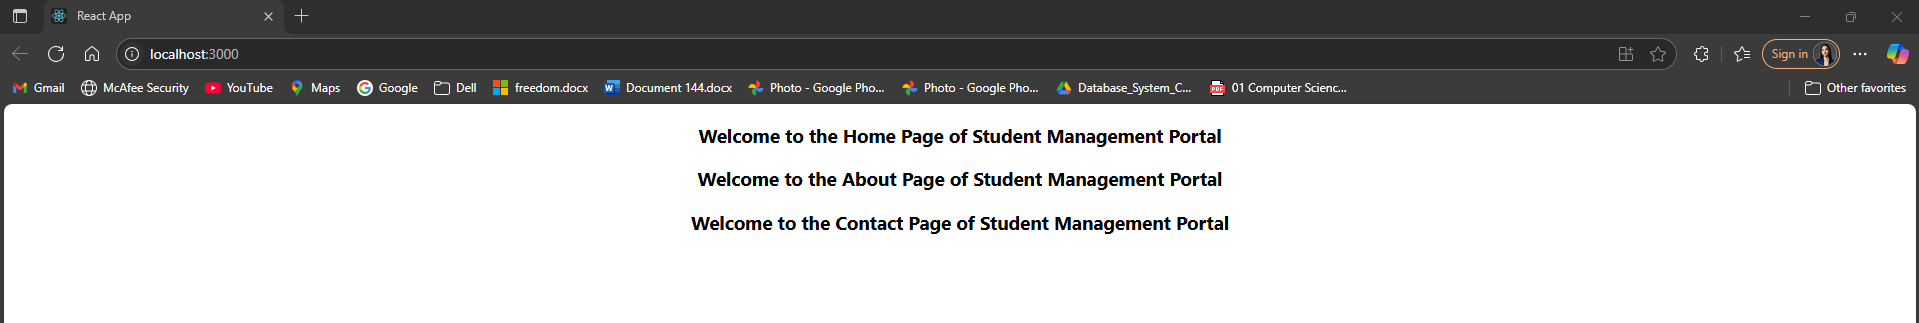 React App
localhost:3000
Sign in
Gmail McAfee Security YouTube Maps Google Dell freedom.docx Document 144.docx Photo - Google Pho... Photo - Google Pho... Database_System_C... PDF 01 Computer Scienc... Other favorites
Welcome to the Home Page of Student Management Portal
Welcome to the About Page of Student Management Portal
Welcome to the Contact Page of Student Management Portal